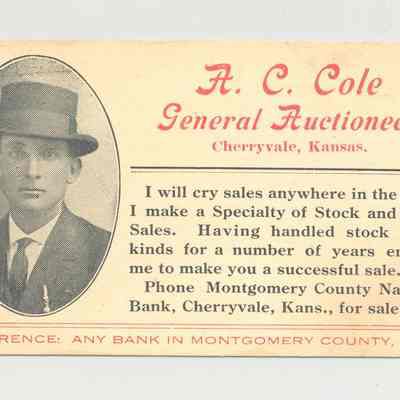 A. C. Cole
General Auctionee
Cherryvale, Kansas.
I will cry sales anywhere in the
I make a Specialty of Stock and
Sales. Having handled stock
kinds for a number of years en
me to make you a successful sale.
Phone Montgomery County Na
Bank, Cherryvale, Kans., for sale
RENCE: ANY BANK IN MONTGOMERY COUNTY,